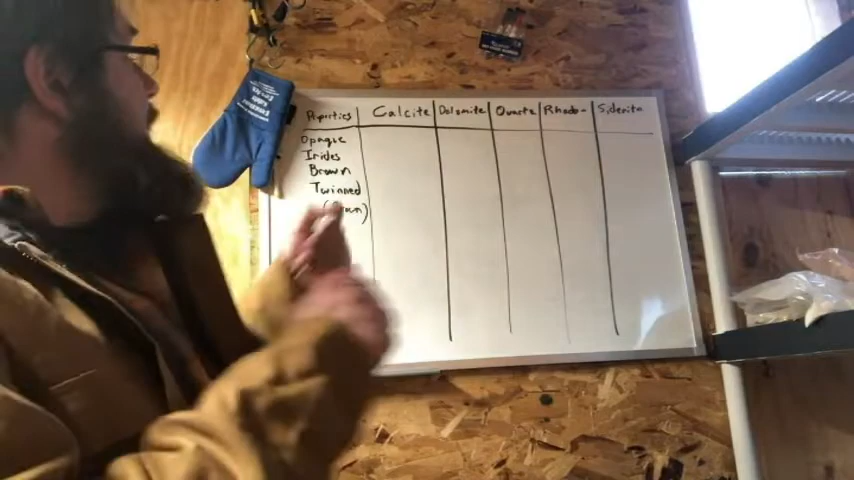 Properties Calcite Dolomite Quartz Rhodo- Siderite
Opaque
Irides
Brown
Twinned